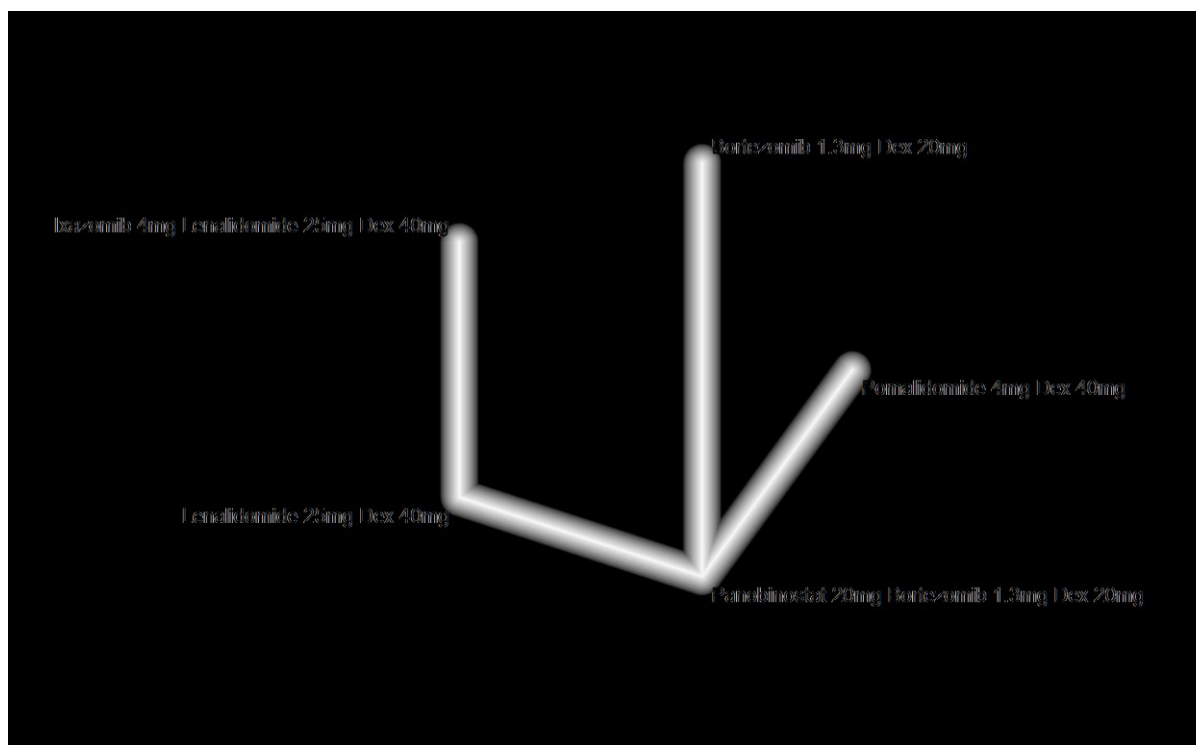 Bortezomib 1.3mg Dex 20mg
Ixazomib 4mg Lenalidomide 25mg Dex 40mg
Pomalidomide 4mg Dex 40mg
Lenalidomide 25mg Dex 40mg
Panobinostat 20mg Bortezomib 1.3mg Dex 20mg